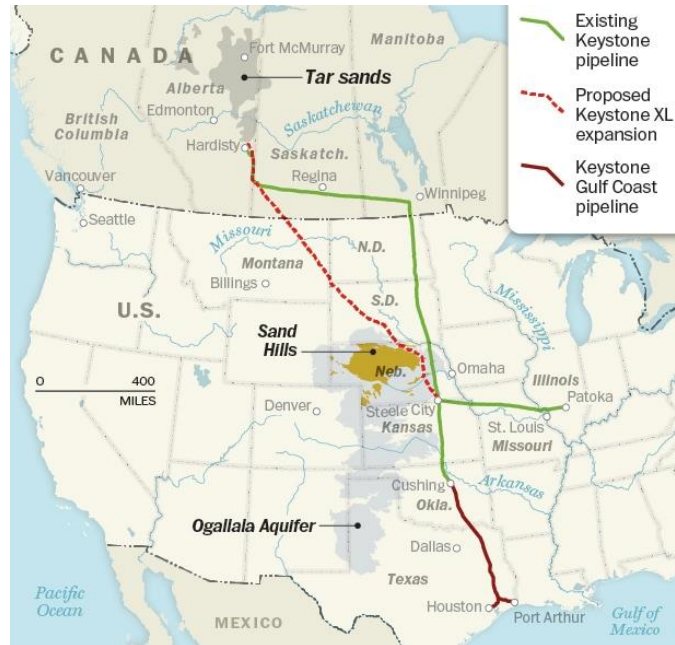 Existing
Keystone
pipeline
Proposed
Keystone XL
expansion
Keystone
Gulf Coast
pipeline
CANADA
Fort McMurray
Manitoba
Tar sands
Alberta
Edmonton
British
Columbia
Saskatchewan
Hardisty
Saskatch.
Vancouver
Regina
Winnipeg
Seattle
Missouri
N.D.
Montana
Billings
Mississippi
U.S.
S.D.
Sand
Hills
Neb.
Omaha
0 400
MILES
Illinois
Patoka
Denver
Steele City
Kansas
St. Louis
Missouri
Cushing
Arkansas
Okla.
Ogallala Aquifer
Dallas
Texas
Pacific
Ocean
MEXICO
Houston
Port Arthur
Gulf of
Mexico